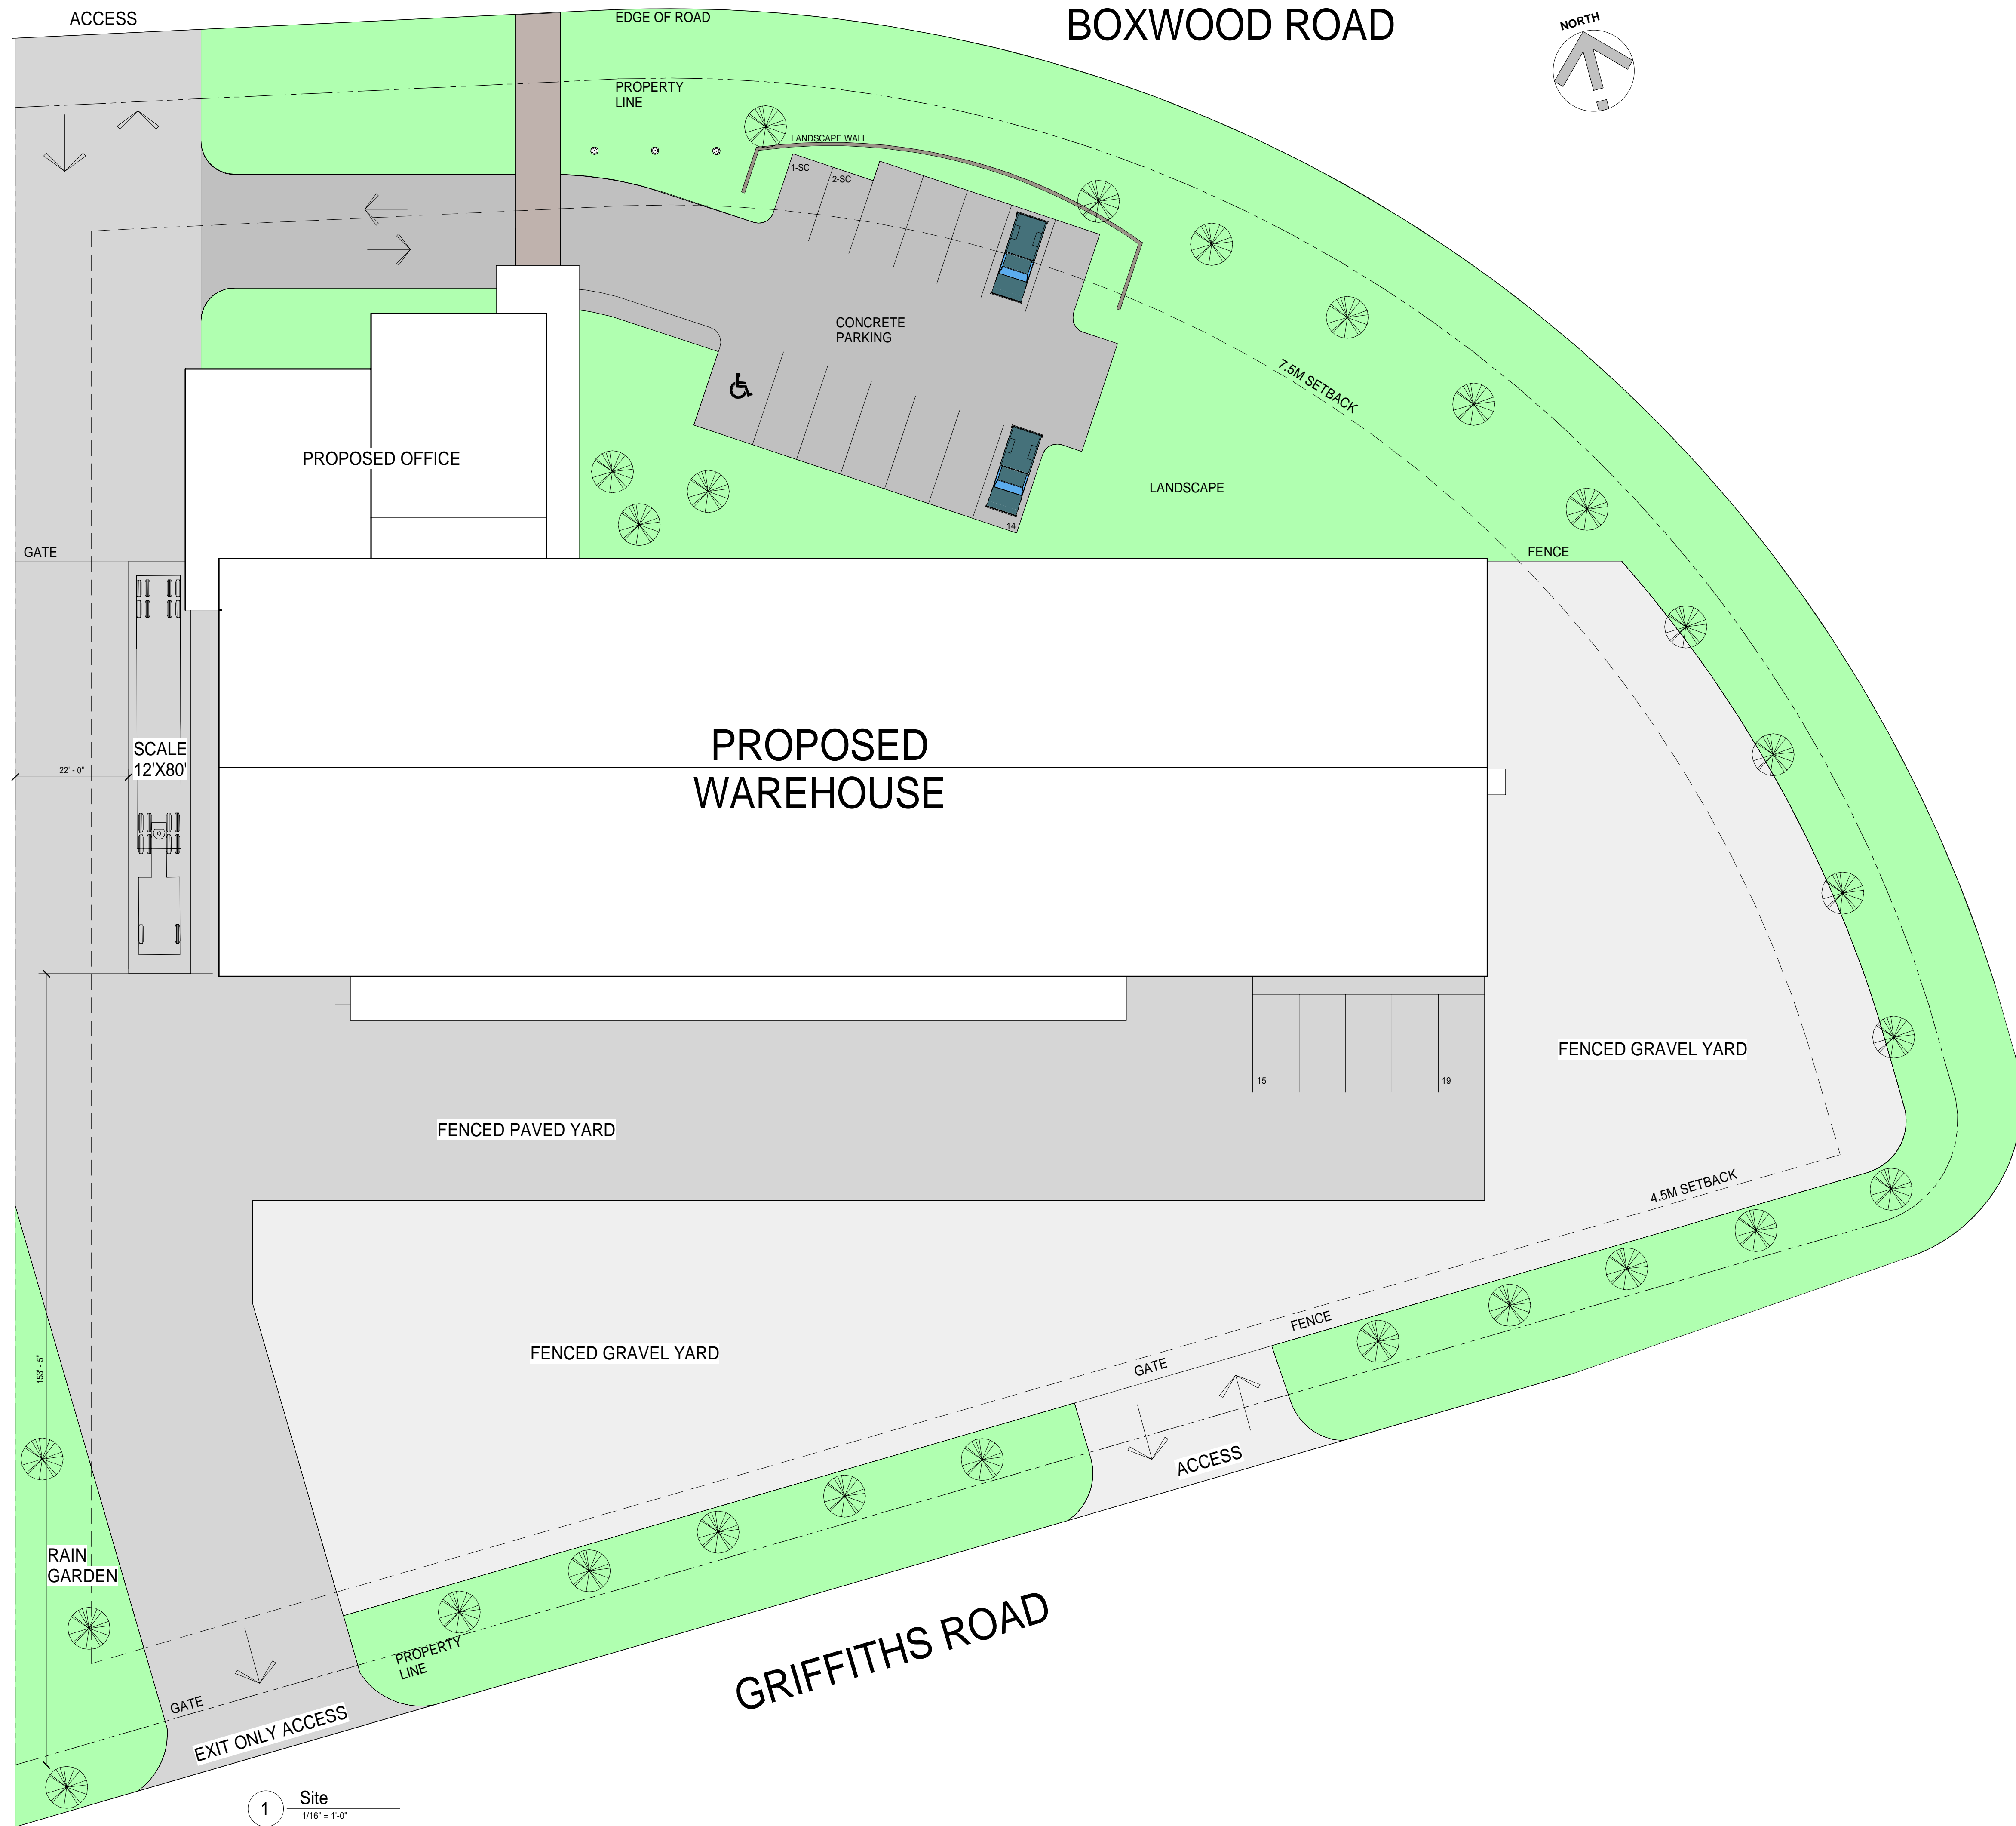 ACCESS
EDGE OF ROAD
BOXWOOD ROAD
NORTH
PROPERTY
LINE
LANDSCAPE WALL
1-SC
2-SC
CONCRETE
PARKING
7.5M SETBACK
PROPOSED OFFICE
LANDSCAPE
14
GATE
FENCE
PROPOSED
WAREHOUSE
SCALE
12'X80'
22' - 0"
FENCED GRAVEL YARD
15
19
FENCED PAVED YARD
4.5M SETBACK
FENCE
FENCED GRAVEL YARD
GATE
153' - 5"
ACCESS
RAIN
GARDEN
GRIFFITHS ROAD
PROPERTY
LINE
GATE
EXIT ONLY ACCESS
1
Site
1/16" = 1'-0"